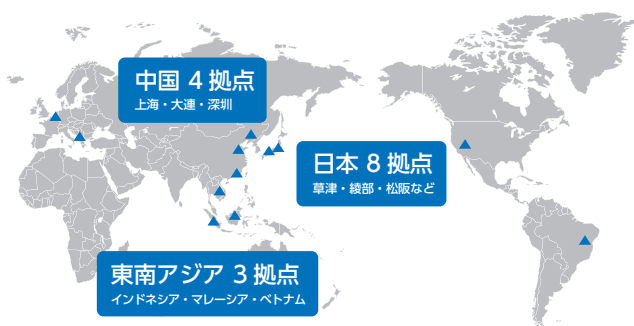 中国 4 拠点
上海・大連・深圳
日本 8 拠点
草津・綾部・松阪など
東南アジア 3 拠点
インドネシア・マレーシア・ベトナム